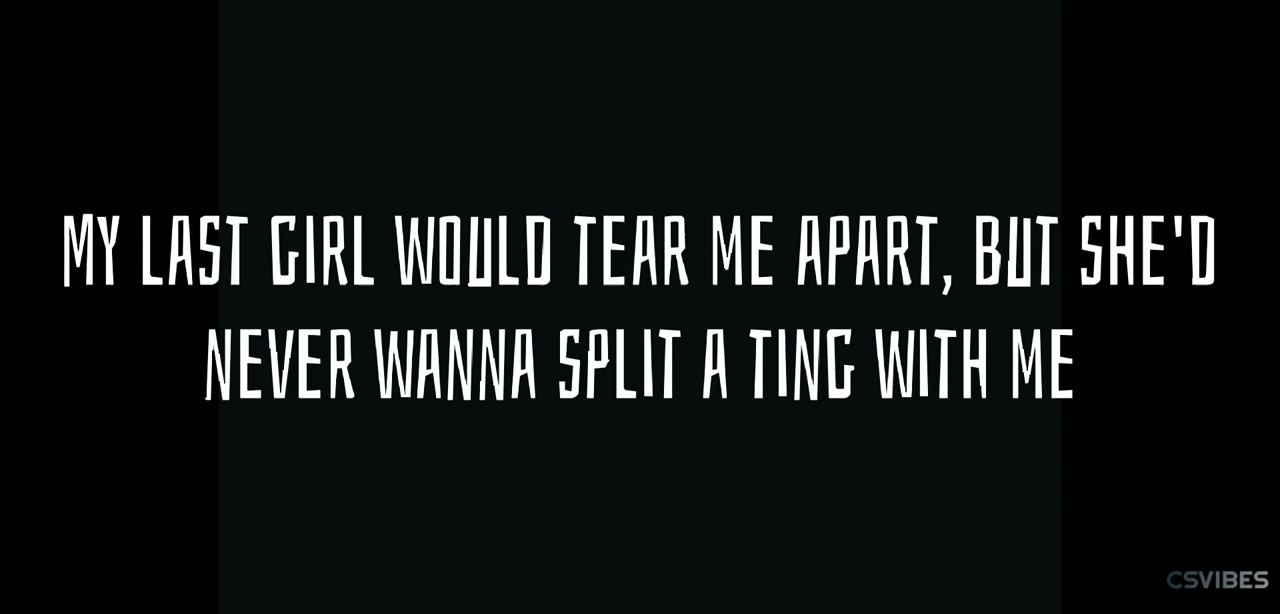 MY LAST GIRL WOULD TEAR ME APART, BUT SHE'D
NEVER WANNA SPLIT A TING WITH ME
CSVIBES